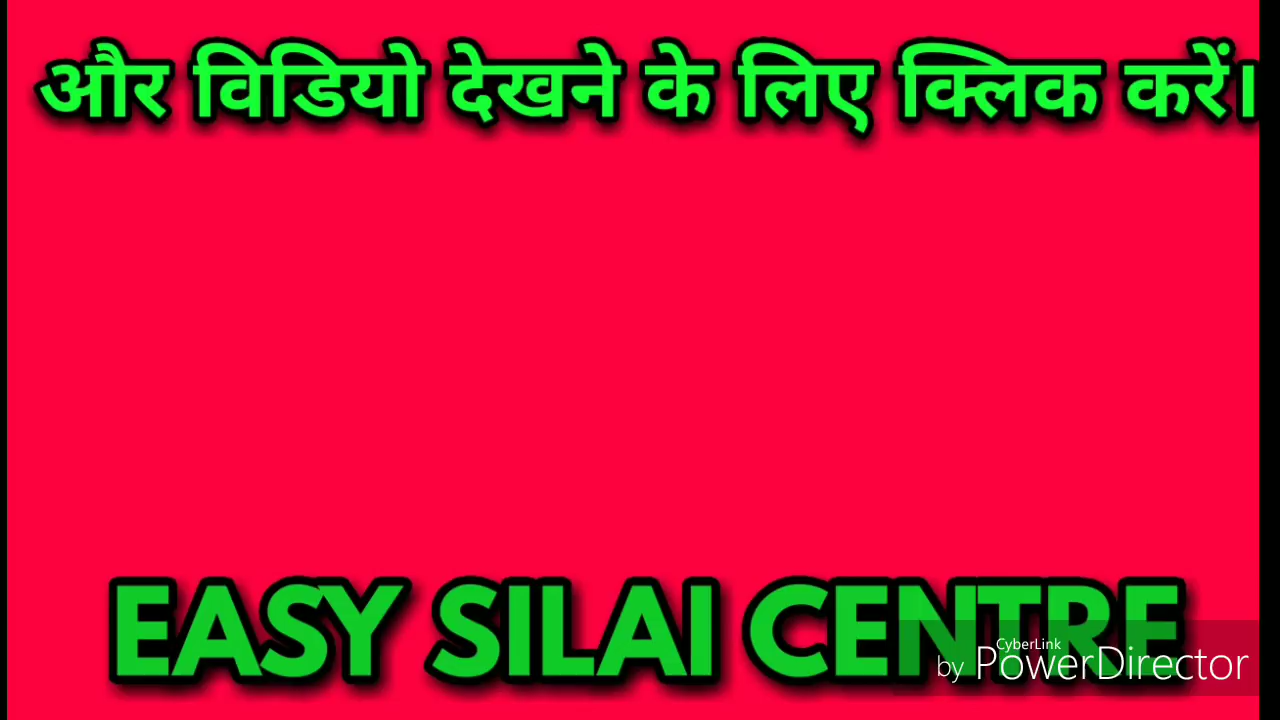 और विडियो देखने के लिए क्लिक करें।
EASY SILAI CENTRE
CyberLink
by PowerDirector